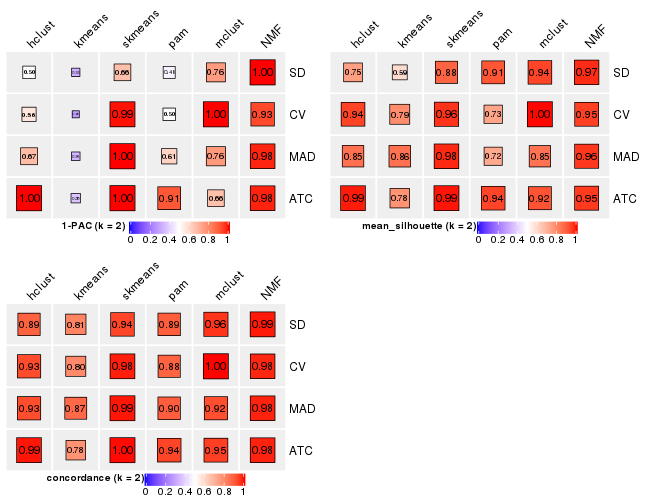 hclust kmeans skmeans pam mclust NMF
0.50 0.66 0.41 0.76 1.00 SD
0.58 0.99 0.50 1.00 0.93 CV
0.67 1.00 0.61 0.76 0.98 MAD
1.00 1.00 0.91 0.66 0.98 ATC
1-PAC (k = 2)
0 0.2 0.4 0.6 0.8 1
hclust kmeans skmeans pam mclust NMF
0.75 0.59 0.88 0.91 0.94 0.97 SD
0.94 0.79 0.96 0.73 1.00 0.95 CV
0.85 0.86 0.98 0.72 0.85 0.96 MAD
0.99 0.78 0.99 0.94 0.92 0.95 ATC
mean_silhouette (k = 2)
0 0.2 0.4 0.6 0.8 1
hclust kmeans skmeans pam mclust NMF
0.89 0.81 0.94 0.89 0.96 0.99 SD
0.93 0.80 0.98 0.88 1.00 0.98 CV
0.93 0.87 0.99 0.90 0.92 0.98 MAD
0.99 0.78 1.00 0.94 0.95 0.98 ATC
concordance (k = 2)
0 0.2 0.4 0.6 0.8 1